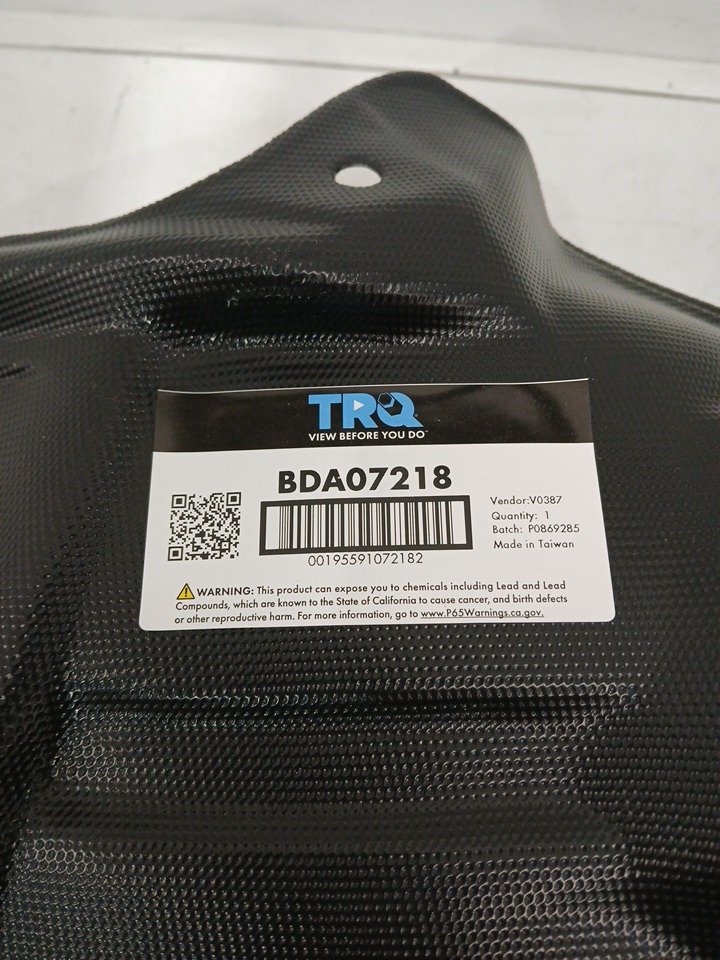 TRQ
VIEW BEFORE YOU DO™
BDA07218
00195591072182
Vendor:V0387
Quantity: 1
Batch: P0869285
Made in Taiwan
WARNING: This product can expose you to chemicals including Lead and Lead
Compounds, which are known to the State of California to cause cancer, and birth defects
or other reproductive harm. For more information, go to www.P65Warnings.ca.gov.